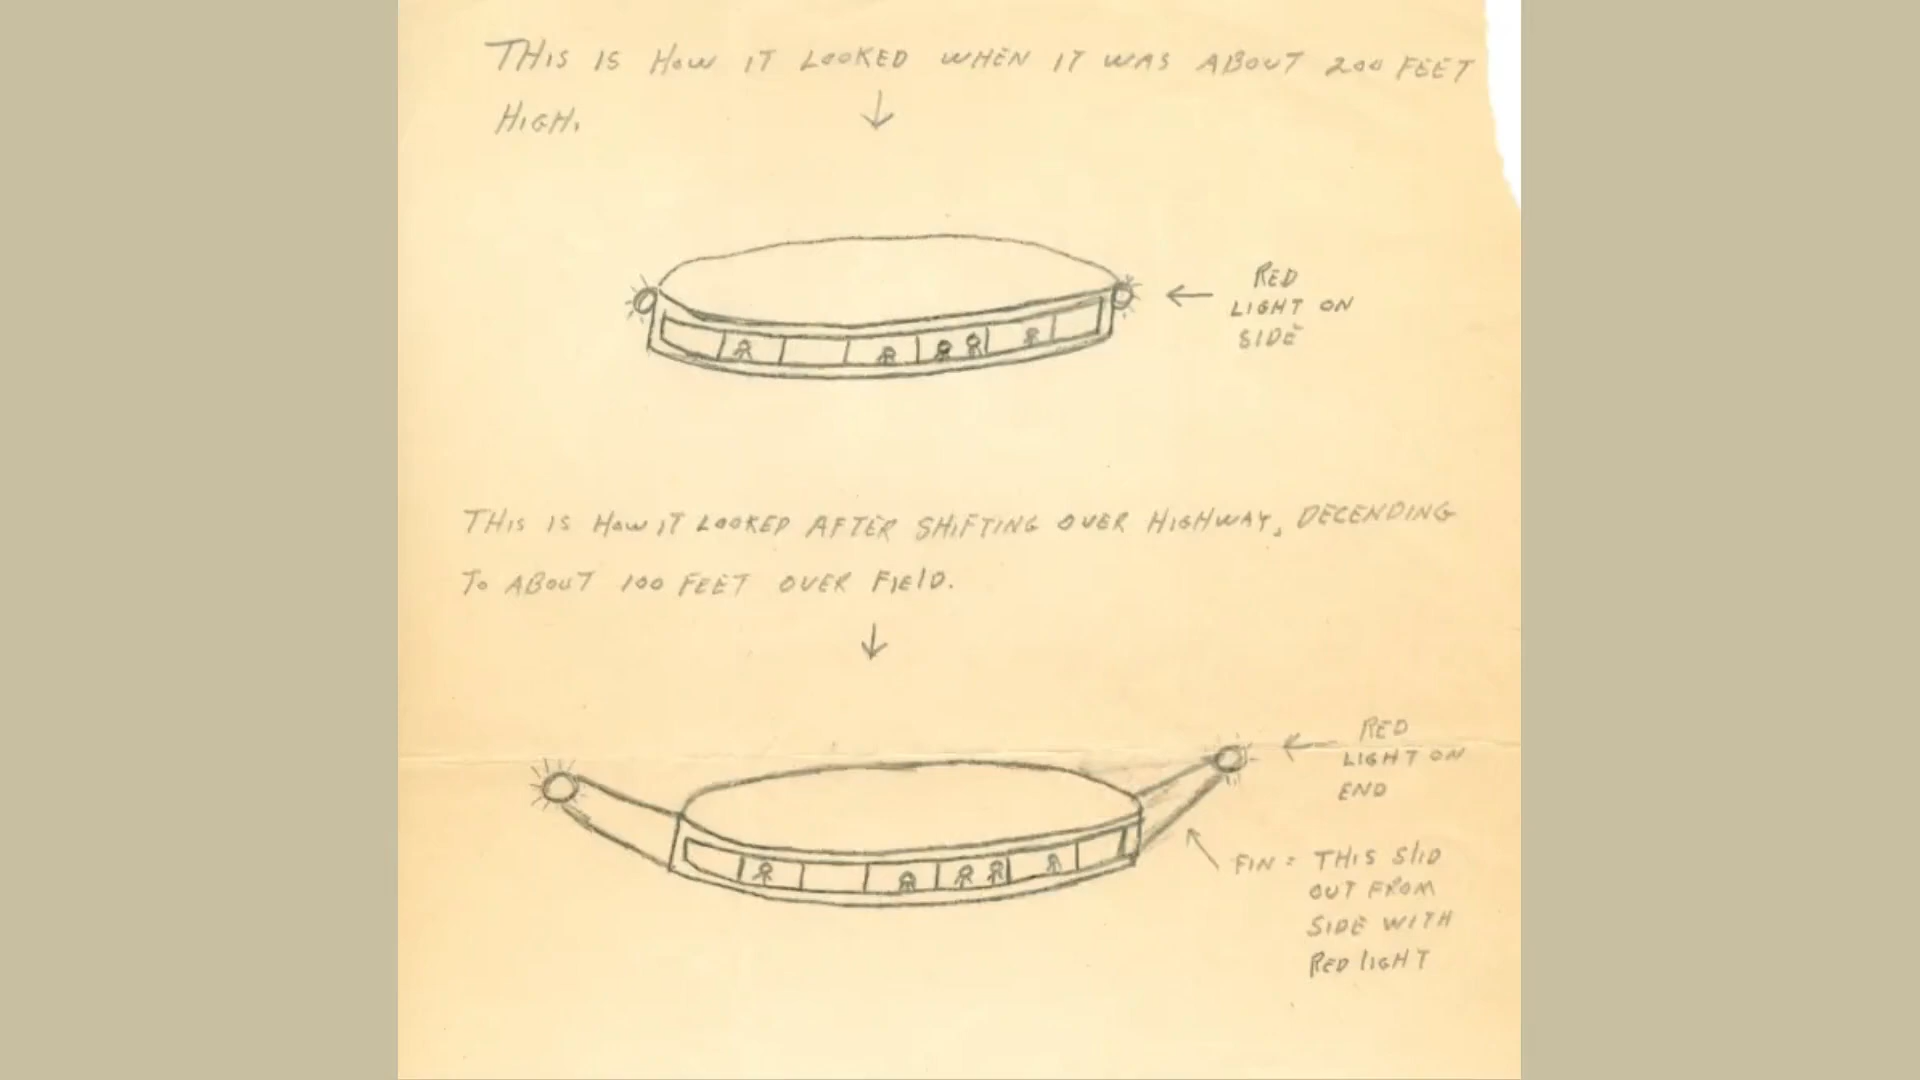 THIS IS HOW IT LOOKED WHEN IT WAS ABOUT 200 FEET
HIGH.
RED
LIGHT ON
SIDE
THIS IS HOW IT LOOKED AFTER SHIFTING OVER HIGHWAY, DECENDING
TO ABOUT 100 FEET OVER FIELD.
RED
LIGHT ON
END
FIN = THIS SLID
OUT FROM
SIDE WITH
RED LIGHT